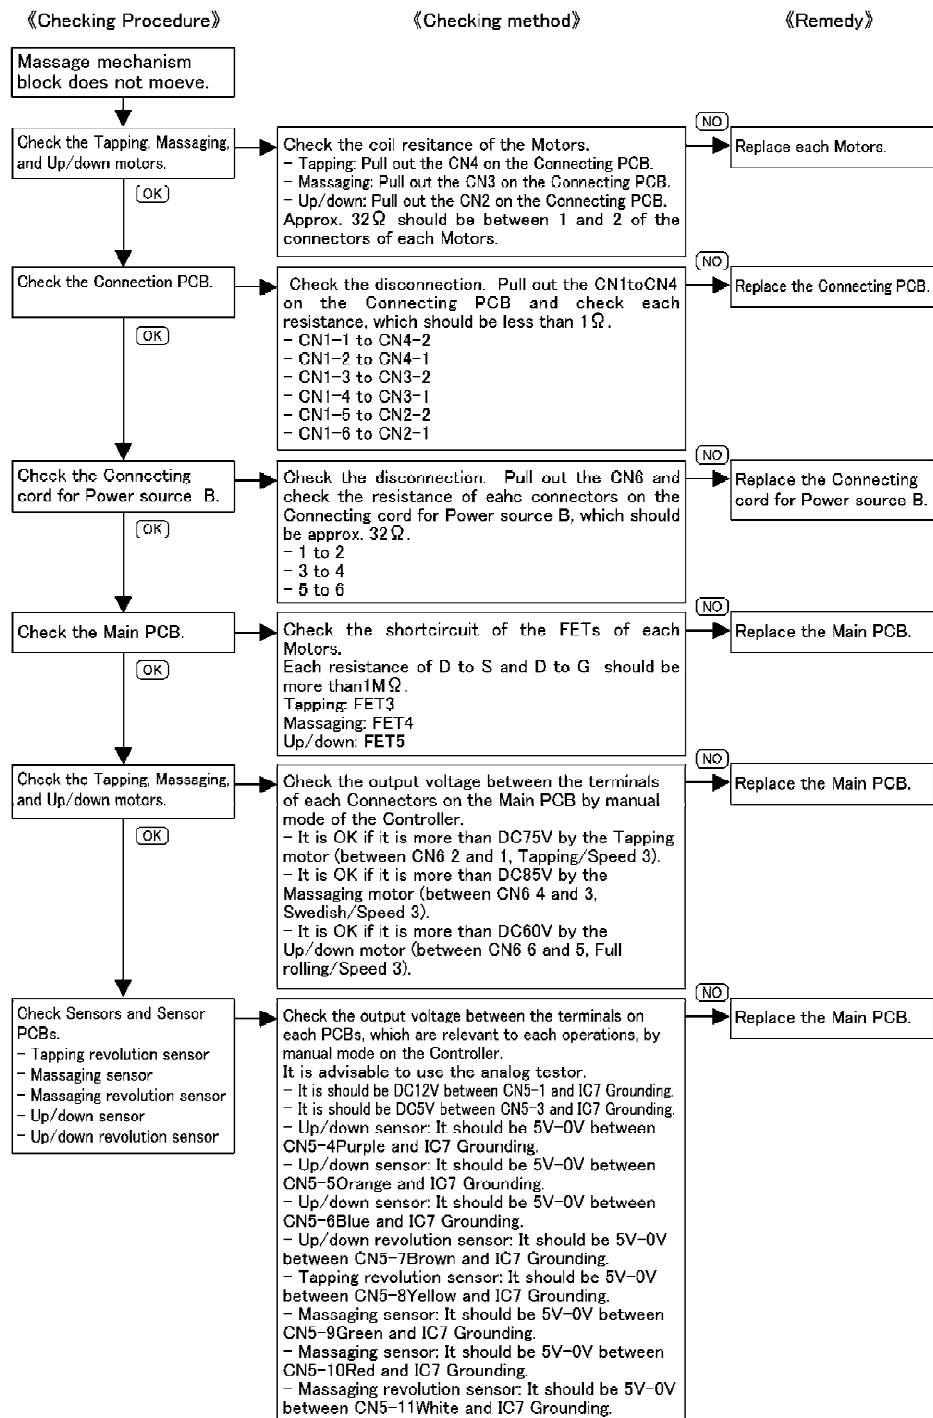 《Checking Procedure》
《Checking method》
《Remedy》
Massage mechanism
block does not moeve.
Check the Tapping, Massaging,
and Up/down motors.
OK
Check the coil resitance of the Motors.
- Tapping: Pull out the CN4 on the Connecting PCB.
- Massaging: Pull out the CN3 on the Connecting PCB.
- Up/down: Pull out the CN2 on the Connecting PCB.
Approx. 32Ω should be between 1 and 2 of the
connectors of each Motors.
NO
Replace each Motors.
Check the Connection PCB.
OK
Check the disconnection. Pull out the CN1toCN4
on the Connecting PCB and check each
resistance, which should be less than 1Ω.
- CN1-1 to CN4-2
- CN1-2 to CN4-1
- CN1-3 to CN3-2
- CN1-4 to CN3-1
- CN1-5 to CN2-2
- CN1-6 to CN2-1
NO
Replace the Connecting PCB.
Check the Connecting
cord for Power source B.
OK
Check the disconnection. Pull out the CN6 and
check the resistance of eahc connectors on the
Connecting cord for Power source B, which should
be approx. 32Ω.
- 1 to 2
- 3 to 4
- 5 to 6
NO
Replace the Connecting
cord for Power source B.
Check the Main PCB.
OK
Check the shortcircuit of the FETs of each
Motors.
Each resistance of D to S and D to G should be
more than1MΩ.
Tapping: FET3
Massaging: FET4
Up/down: FET5
NO
Replace the Main PCB.
Check the Tapping, Massaging,
and Up/down motors.
OK
Check the output voltage between the terminals
of each Connectors on the Main PCB by manual
mode of the Controller.
- It is OK if it is more than DC75V by the Tapping
motor (between CN6 2 and 1, Tapping/Speed 3).
- It is OK if it is more than DC85V by the
Massaging motor (between CN6 4 and 3,
Swedish/Speed 3).
- It is OK if it is more than DC60V by the
Up/down motor (between CN6 6 and 5, Full
rolling/Speed 3).
NO
Replace the Main PCB.
Check Sensors and Sensor
PCBs.
- Tapping revolution sensor
- Massaging sensor
- Massaging revolution sensor
- Up/down sensor
- Up/down revolution sensor
Check the output voltage between the terminals on
each PCBs, which are relevant to each operations, by
manual mode on the Controller.
It is advisable to use the analog testor.
- It is should be DC12V between CN5-1 and IC7 Grounding.
- It is should be DC5V between CN5-3 and IC7 Grounding.
- Up/down sensor: It should be 5V-0V between
CN5-4Purple and IC7 Grounding.
- Up/down sensor: It should be 5V-0V between
CN5-5Orange and IC7 Grounding.
- Up/down sensor: It should be 5V-0V between
CN5-6Blue and IC7 Grounding.
- Up/down revolution sensor: It should be 5V-0V
between CN5-7Brown and IC7 Grounding.
- Tapping revolution sensor: It should be 5V-0V
between CN5-8Yellow and IC7 Grounding.
- Massaging sensor: It should be 5V-0V between
CN5-9Green and IC7 Grounding.
- Massaging sensor: It should be 5V-0V between
CN5-10Red and IC7 Grounding.
- Massaging revolution sensor: It should be 5V-0V
between CN5-11White and IC7 Grounding.
NO
Replace the Main PCB.